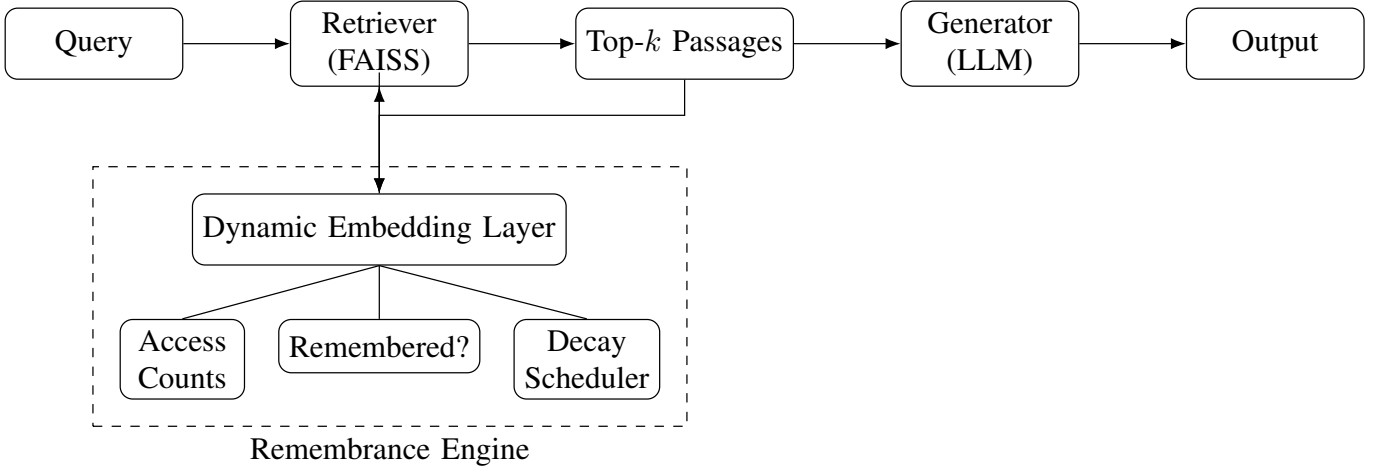 Query
Retriever
(FAISS)
Top-k Passages
Generator
(LLM)
Output
Dynamic Embedding Layer
Access
Counts
Remembered?
Decay
Scheduler
Remembrance Engine